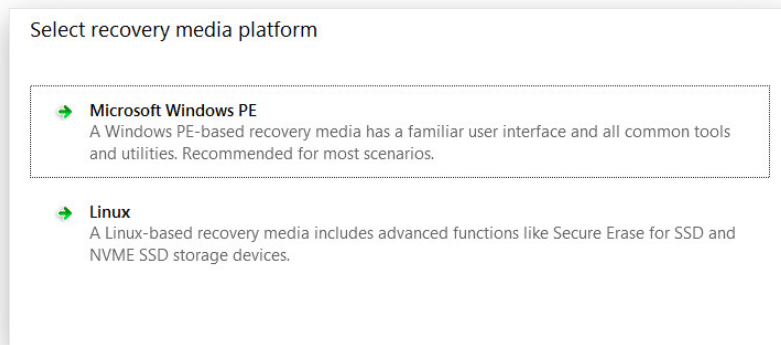 Select recovery media platform
Microsoft Windows PE
A Windows PE-based recovery media has a familiar user interface and all common tools
and utilities. Recommended for most scenarios.
Linux
A Linux-based recovery media includes advanced functions like Secure Erase for SSD and
NVME SSD storage devices.